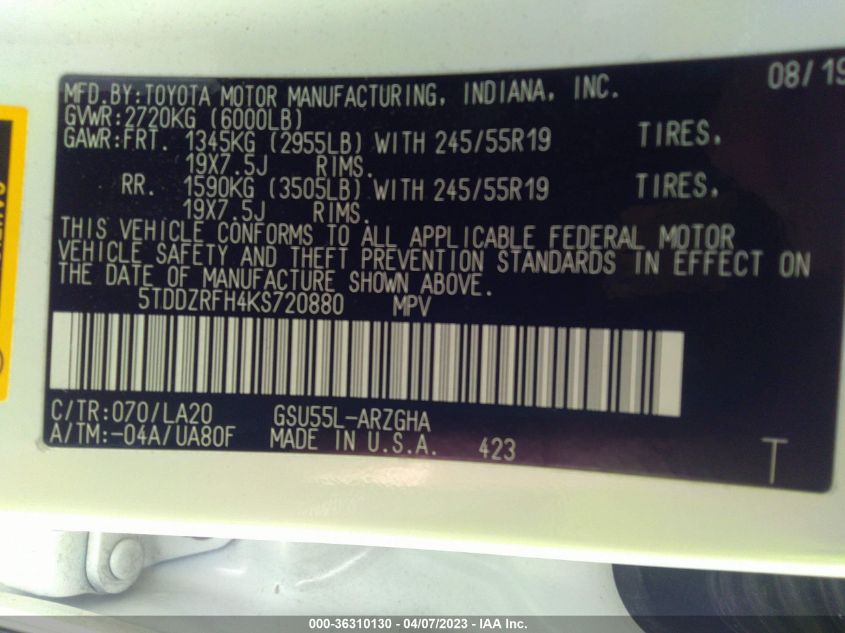 08/19
MFD.BY:TOYOTA MOTOR MANUFACTURING, INDIANA, INC.
GVWR:2720KG (6000LB)
GAWR:FRT. 1345KG (2955LB) WITH 245/55R19 TIRES.
19X7.5J RIMS.
RR. 1590KG (3505LB) WITH 245/55R19 TIRES.
19X7.5J RIMS.
THIS VEHICLE CONFORMS TO ALL APPLICABLE FEDERAL MOTOR
VEHICLE SAFETY AND THEFT PREVENTION STANDARDS IN EFFECT ON
THE DATE OF MANUFACTURE SHOWN ABOVE.
5TDDZRFH4KS720880 MPV
C/TR:070/LA20 GSU55L-ARZGHA
A/TM:-04A/UA80F MADE IN U.S.A. 423
T
000-36310130 - 04/07/2023 - IAA Inc.